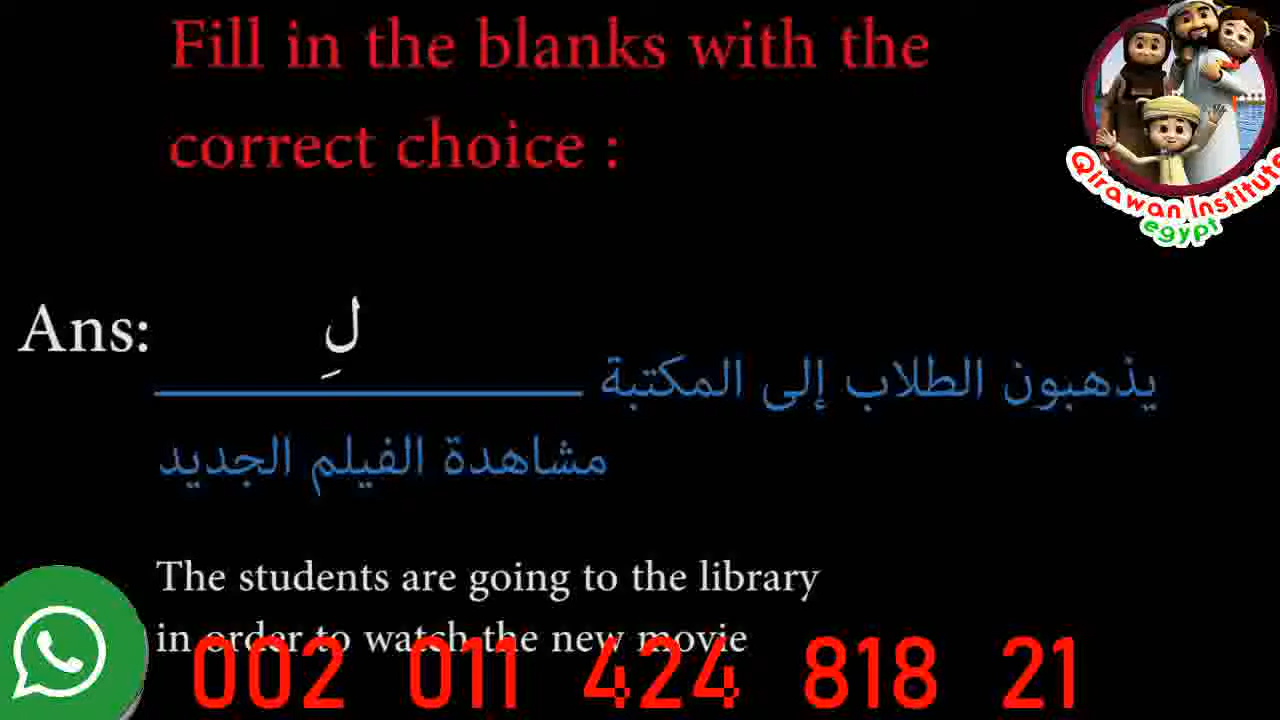 Fill in the blanks with the
correct choice :
Qirawan Institute
egypt
Ans: لِ
يذهبون الطلاب إلى المكتبة ــــــــــــــ
مشاهدة الفيلم الجديد
The students are going to the library
in order to watch the new movie
002 011 424 818 21